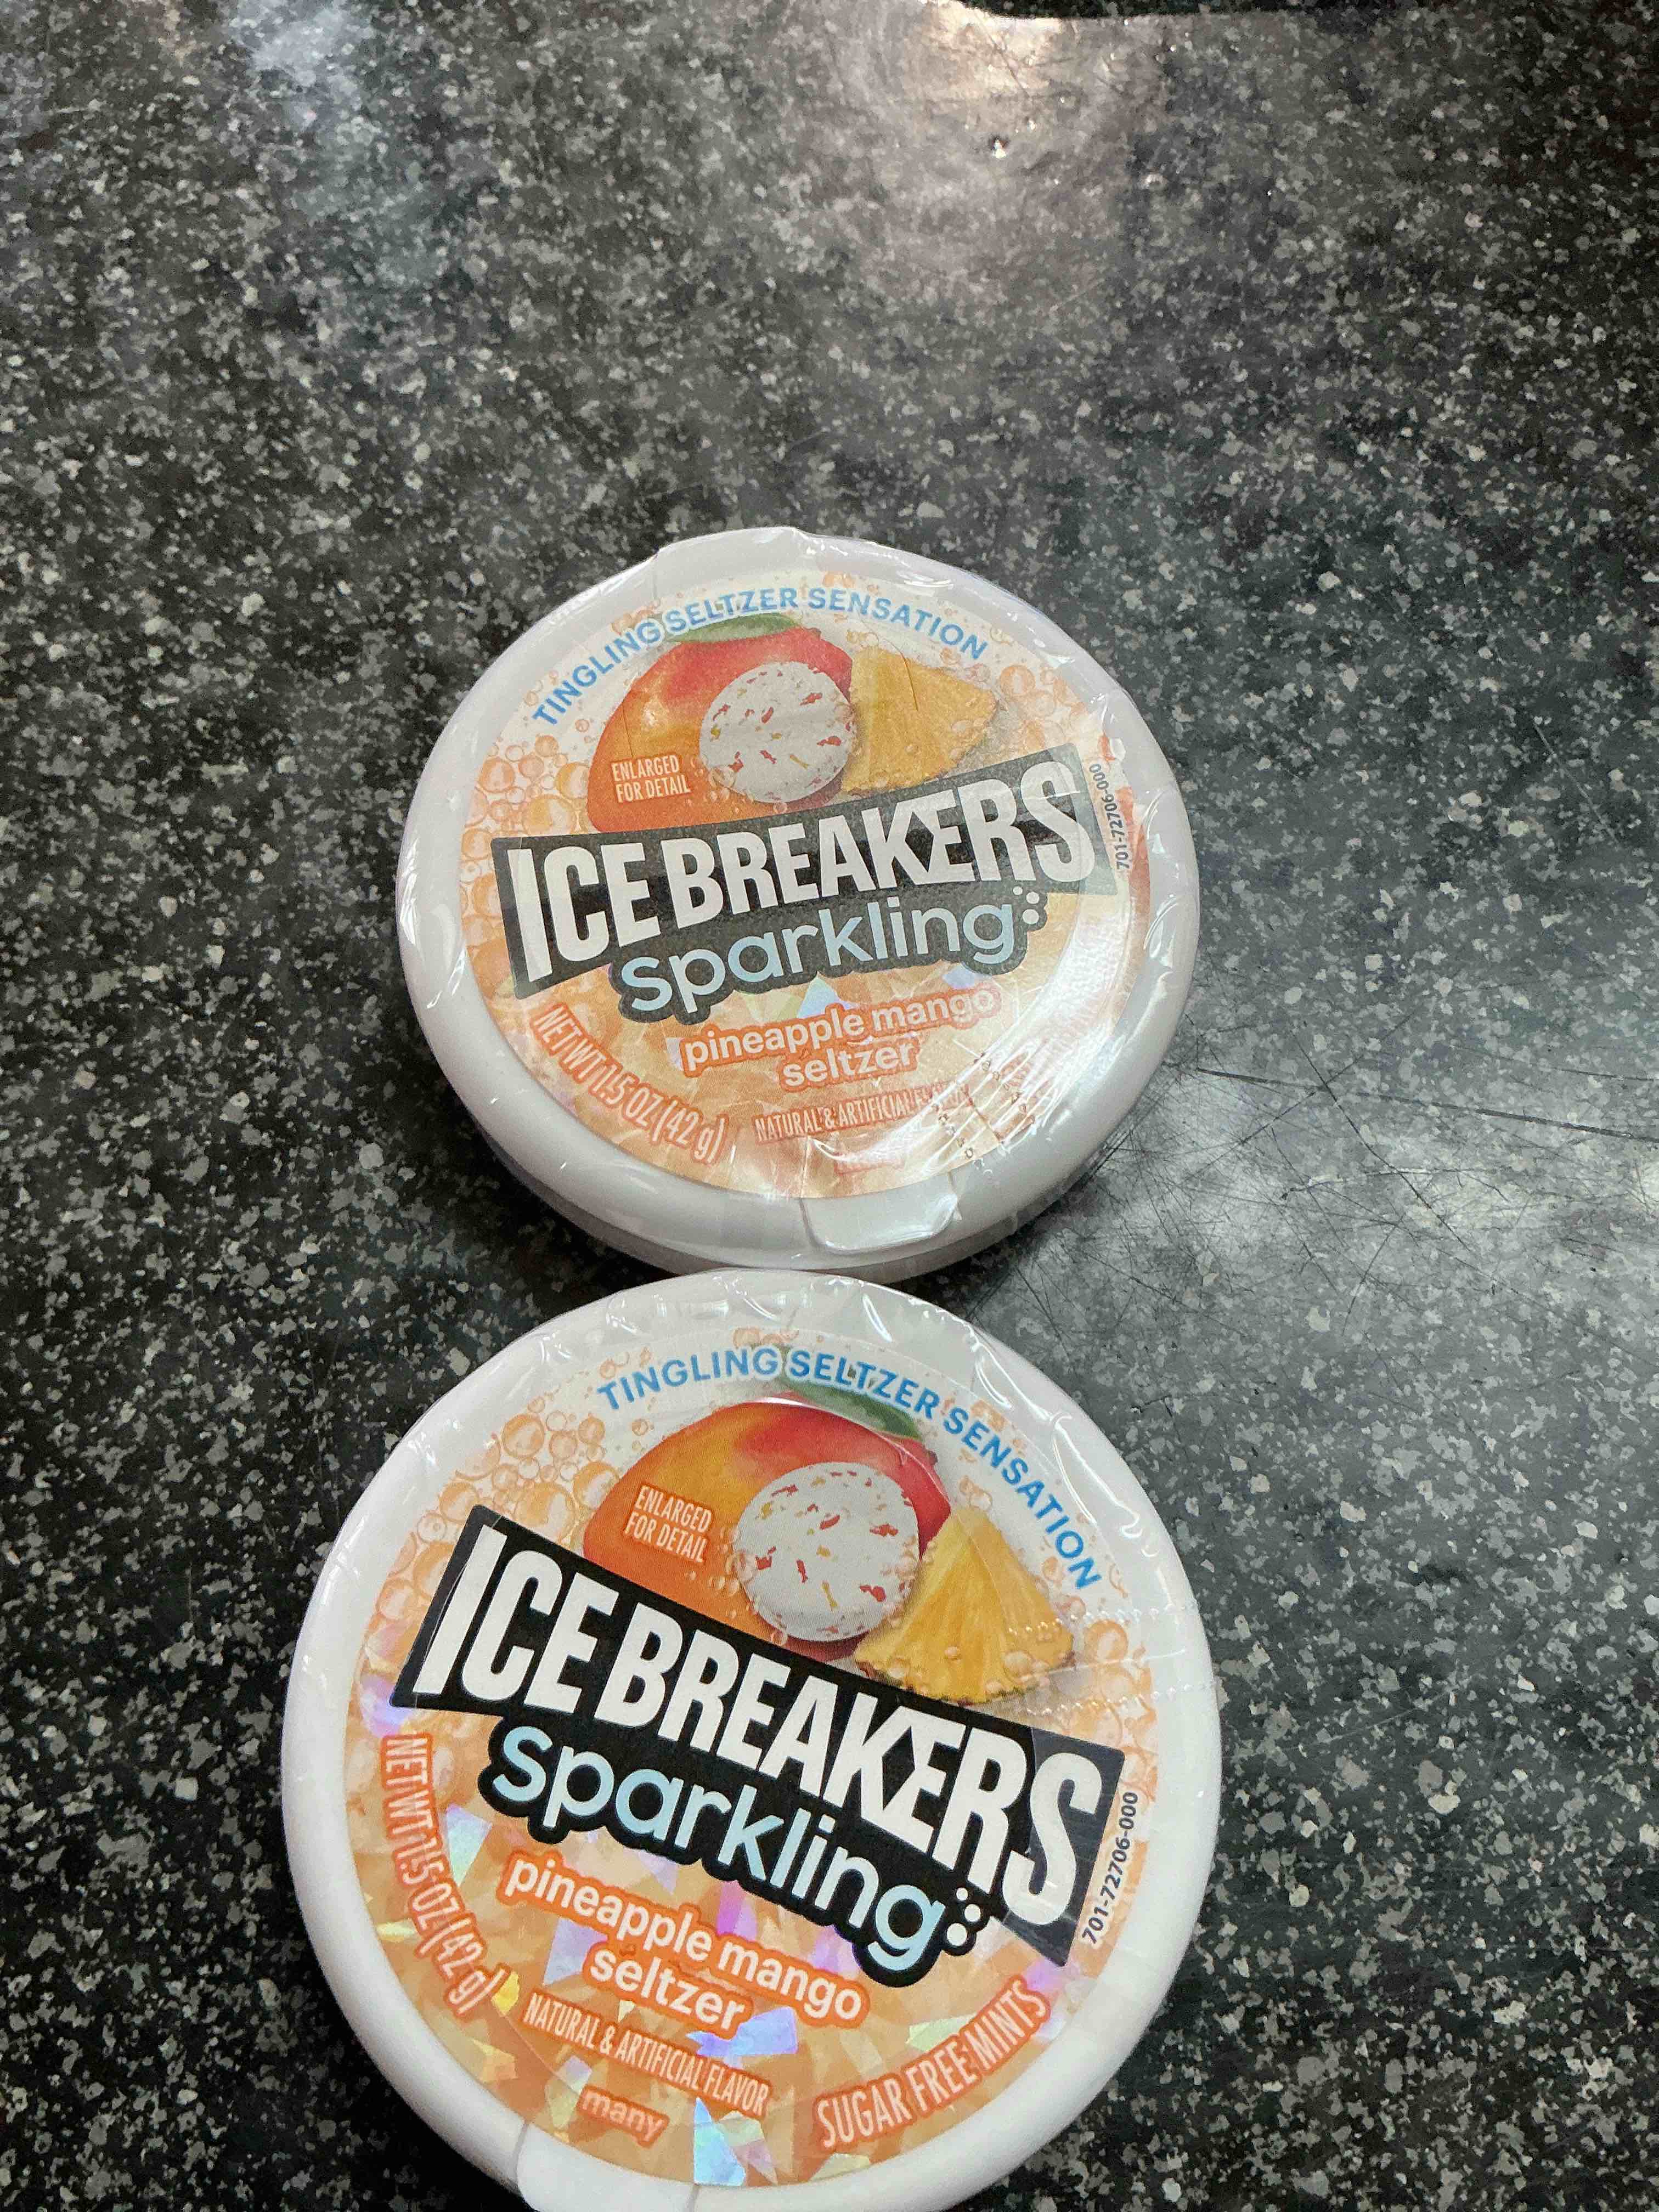 TINGLING SELTZER SENSATION
ENLARGED
FOR DETAIL
ICE BREAKERS
701-72706-000
sparkling
pineapple mango
seltzer
NET WT 1.5 OZ (42 g)
NATURAL & ARTIFICIAL
TINGLING SELTZER SENSATION
ENLARGED
FOR DETAIL
ICE BREAKERS
sparkling
701-72706-000
pineapple mango
seltzer
NET WT 1.5 OZ (42 g)
NATURAL & ARTIFICIAL FLAVOR
many
SUGAR FREE MINTS